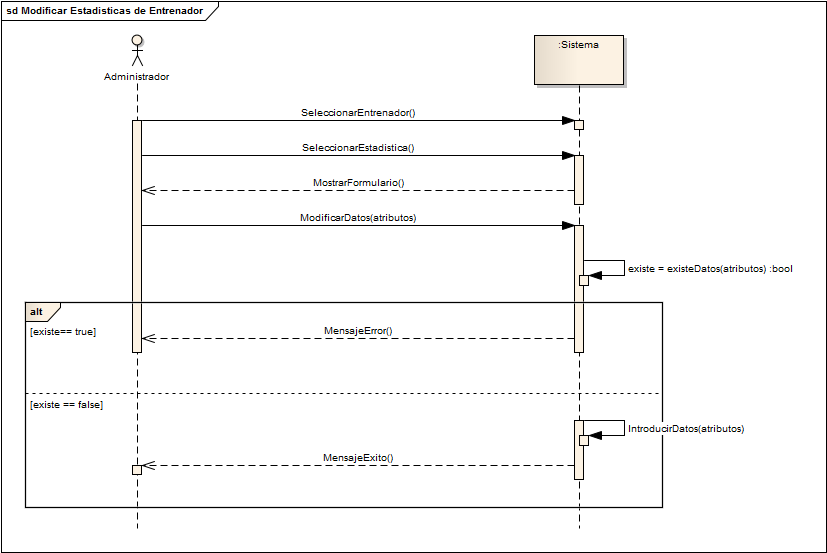 sd Modificar Estadisticas de Entrenador
:Sistema
Administrador
SeleccionarEntrenador()
SeleccionarEstadistica()
MostrarFormulario()
ModificarDatos(atributos)
existe = existeDatos(atributos) :bool
alt
[existe== true]
MensajeError()
[existe == false]
IntroducirDatos(atributos)
MensajeExito()